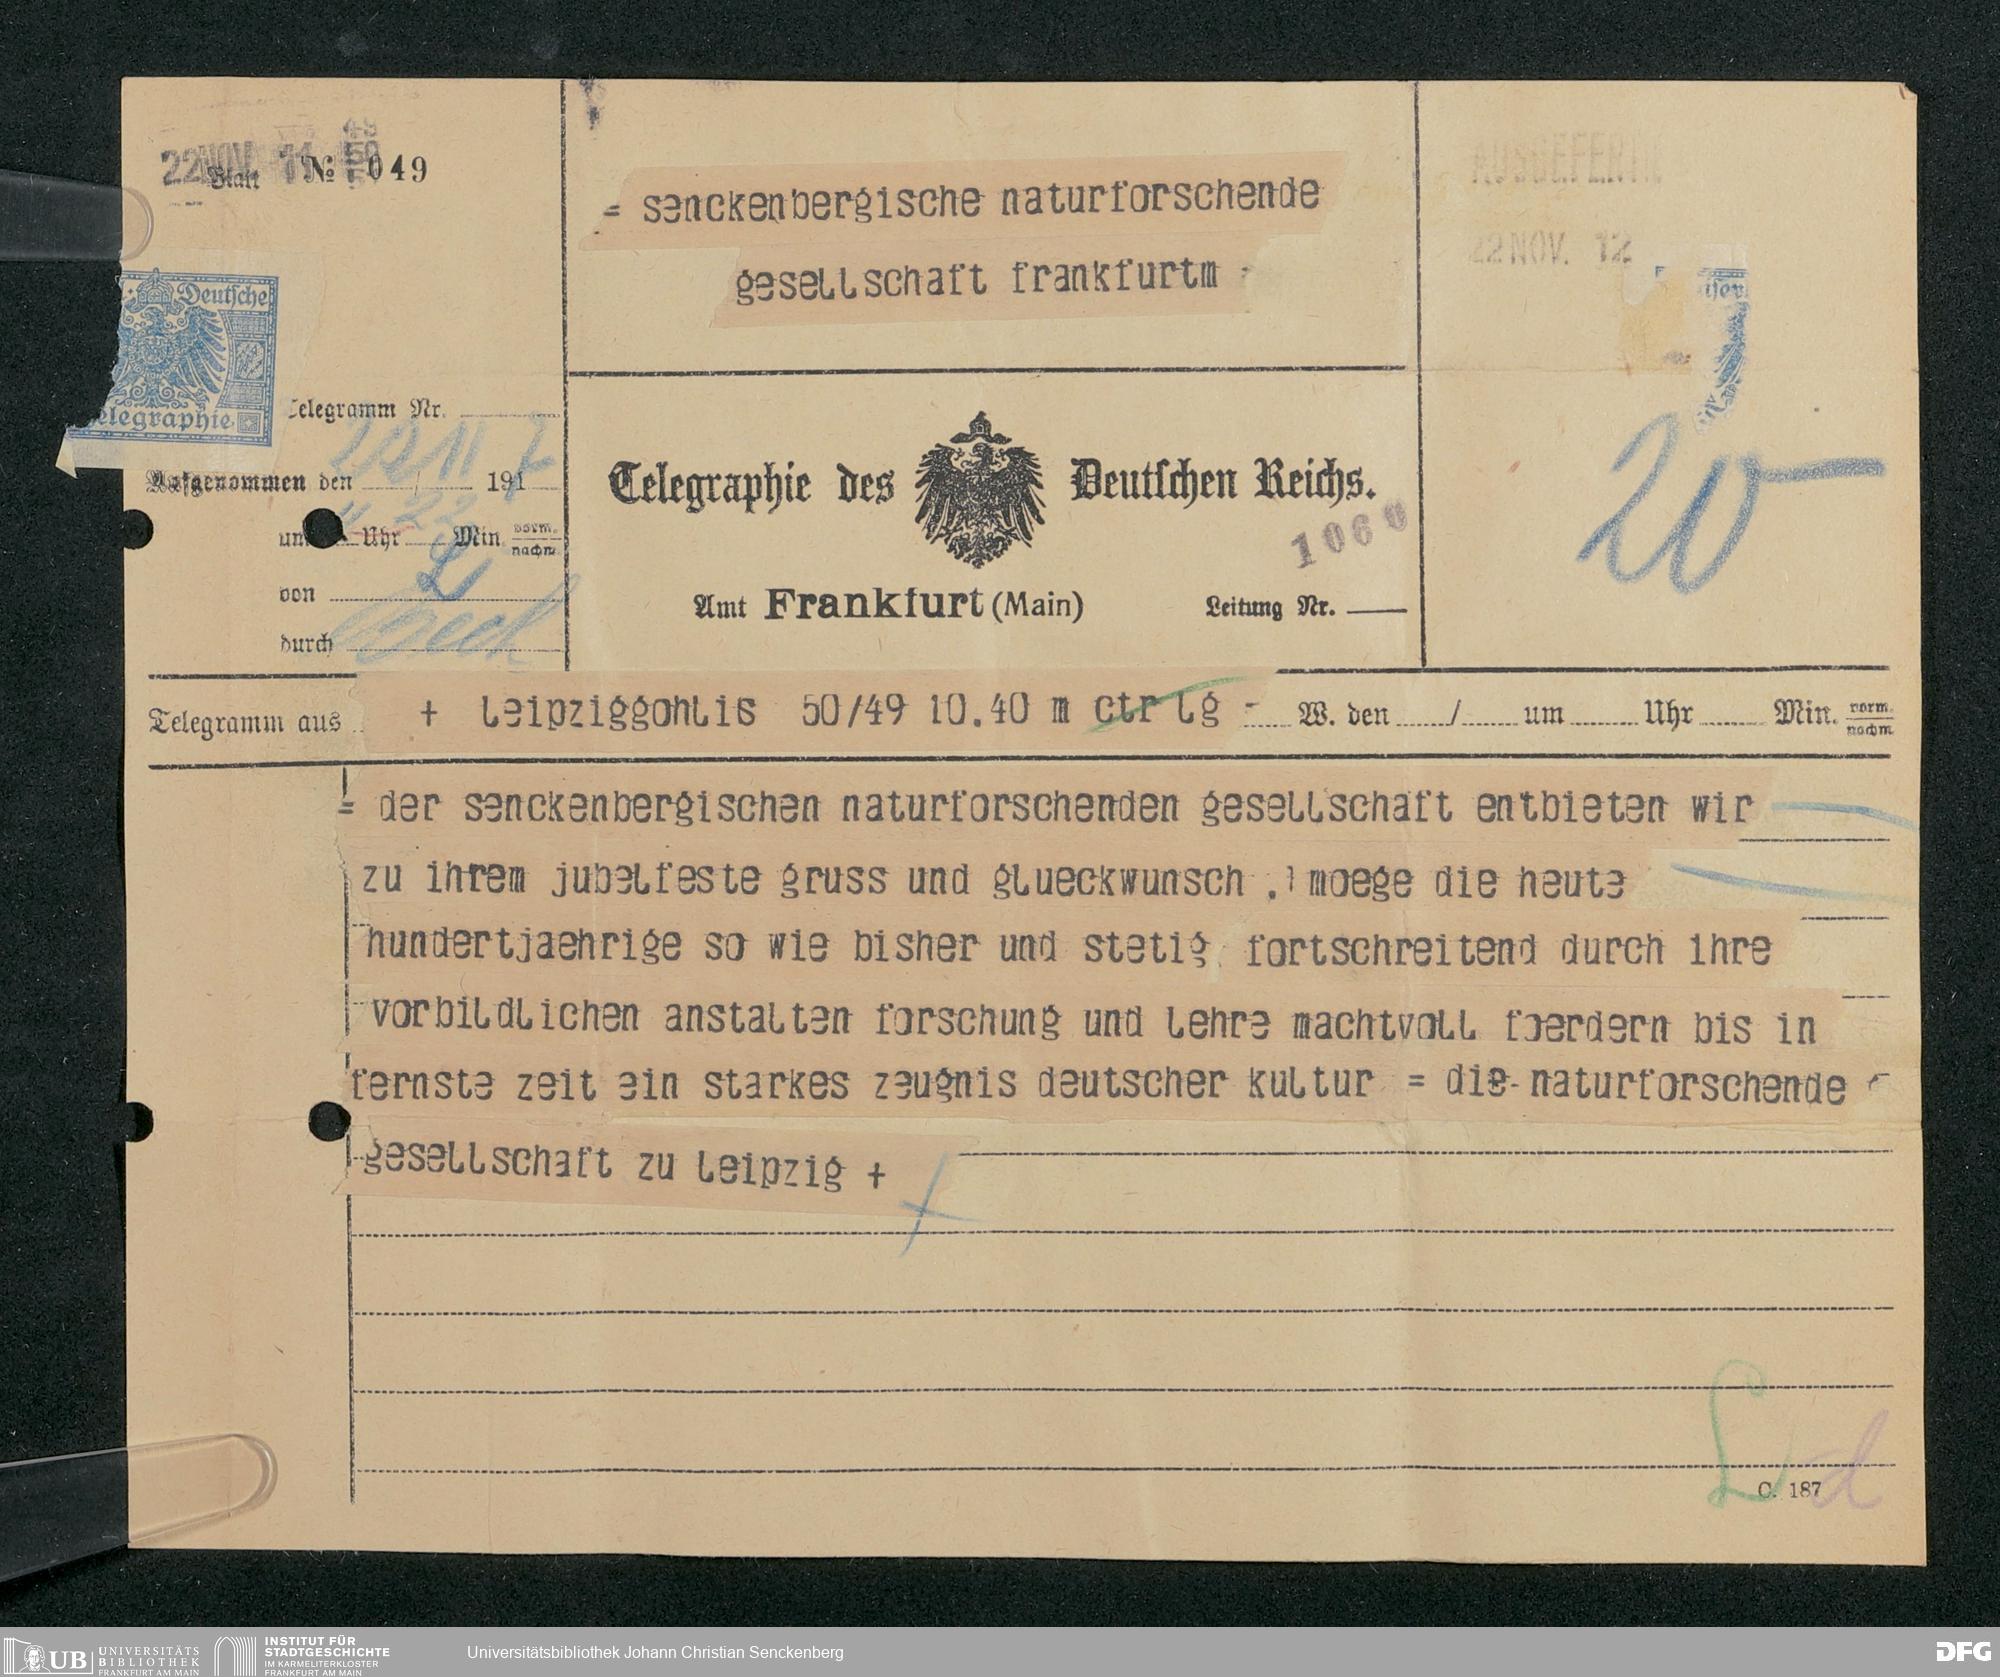 22 NOV. 11
Blatt № 049
= senckenbergische naturforschende
gesellschaft frankfurtm =
AUSGEFERTI
22 NOV. 12
Deutsche
Telegraphie
Telegramm Nr.
Aufgenommen den 22/11 191
um Uhr Min. vorm.
nachm.
von
durch
Telegraphie des Deutschen Reichs.
1060
Amt Frankfurt (Main)
Leitung Nr.
20
Telegramm aus + leipziggohlis 50/49 10.40 m ctr lg - W. den / um Uhr Min. vorm.
nachm.
= der senckenbergischen naturforschenden gesellschaft entbieten wir
zu ihrem jubelfeste gruss und glueckwunsch . moege die heute
hundertjaehrige so wie bisher und stetig fortschreitend durch ihre
vorbildlichen anstalten forschung und lehre machtvoll foerdern bis in
fernste zeit ein starkes zeugnis deutscher kultur = die naturforschende
gesellschaft zu leipzig +
C. 187
UB UNIVERSITÄTS
BIBLIOTHEK
FRANKFURT AM MAIN
INSTITUT FÜR
STADTGESCHICHTE
IM KARMELITERKLOSTER
FRANKFURT AM MAIN
Universitätsbibliothek Johann Christian Senckenberg
DFG